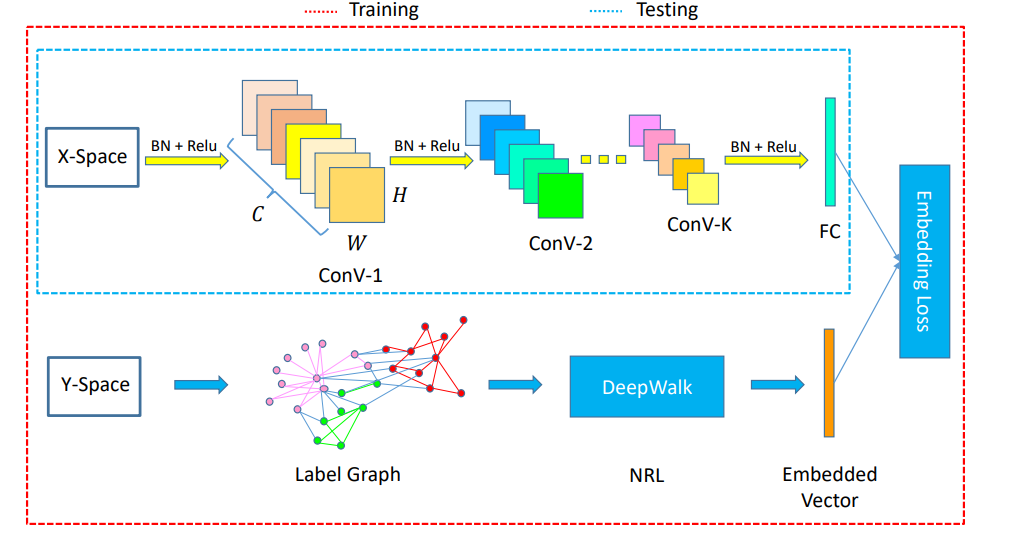 Training
Testing
X-Space
BN + Relu
C
H
W
ConV-1
BN + Relu
ConV-2
ConV-K
BN + Relu
FC
Embedding Loss
Y-Space
Label Graph
DeepWalk
NRL
Embedded
Vector